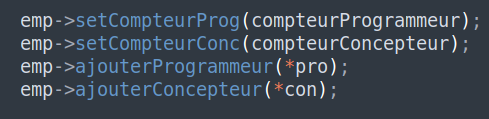 emp->setCompteurProg(compteurProgrammeur);
emp->setCompteurConc(compteurConcepteur);
emp->ajouterProgrammeur(*pro);
emp->ajouterConcepteur(*con);